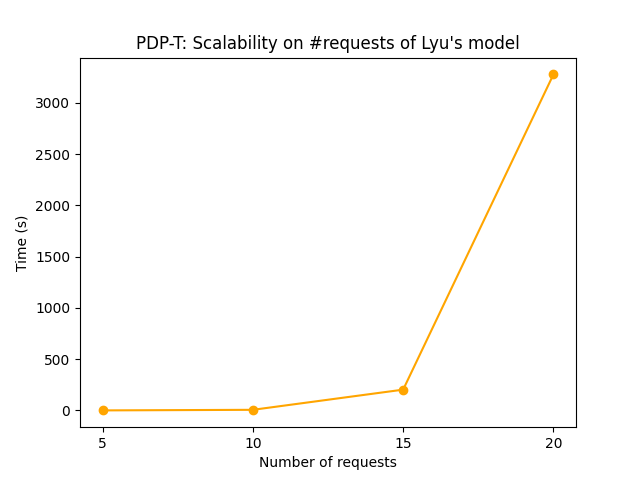 PDP-T: Scalability on #requests of Lyu's model
3000
2500
2000
1500
1000
500
0
Time (s)
5 10 15 20
Number of requests